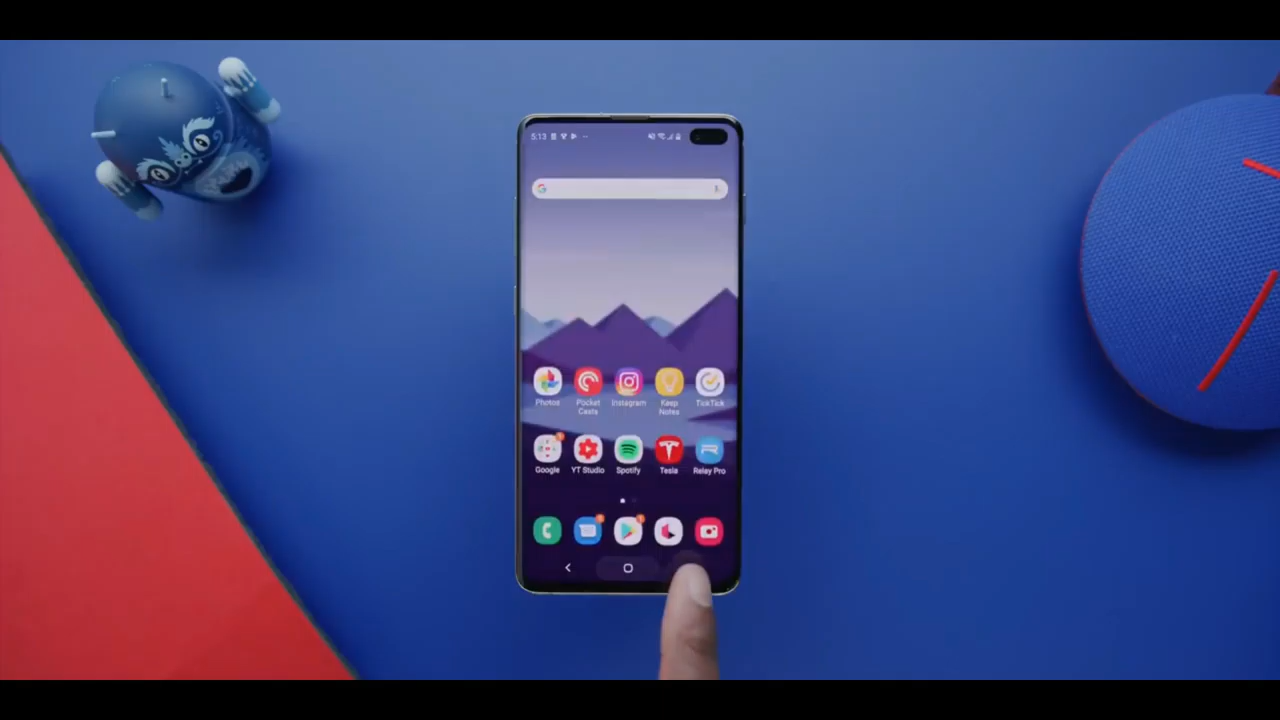 5:13
Photos
Pocket Casts
Instagram
Keep Notes
TickTick
Google
YT Studio
Spotify
Tesla
Relay Pro